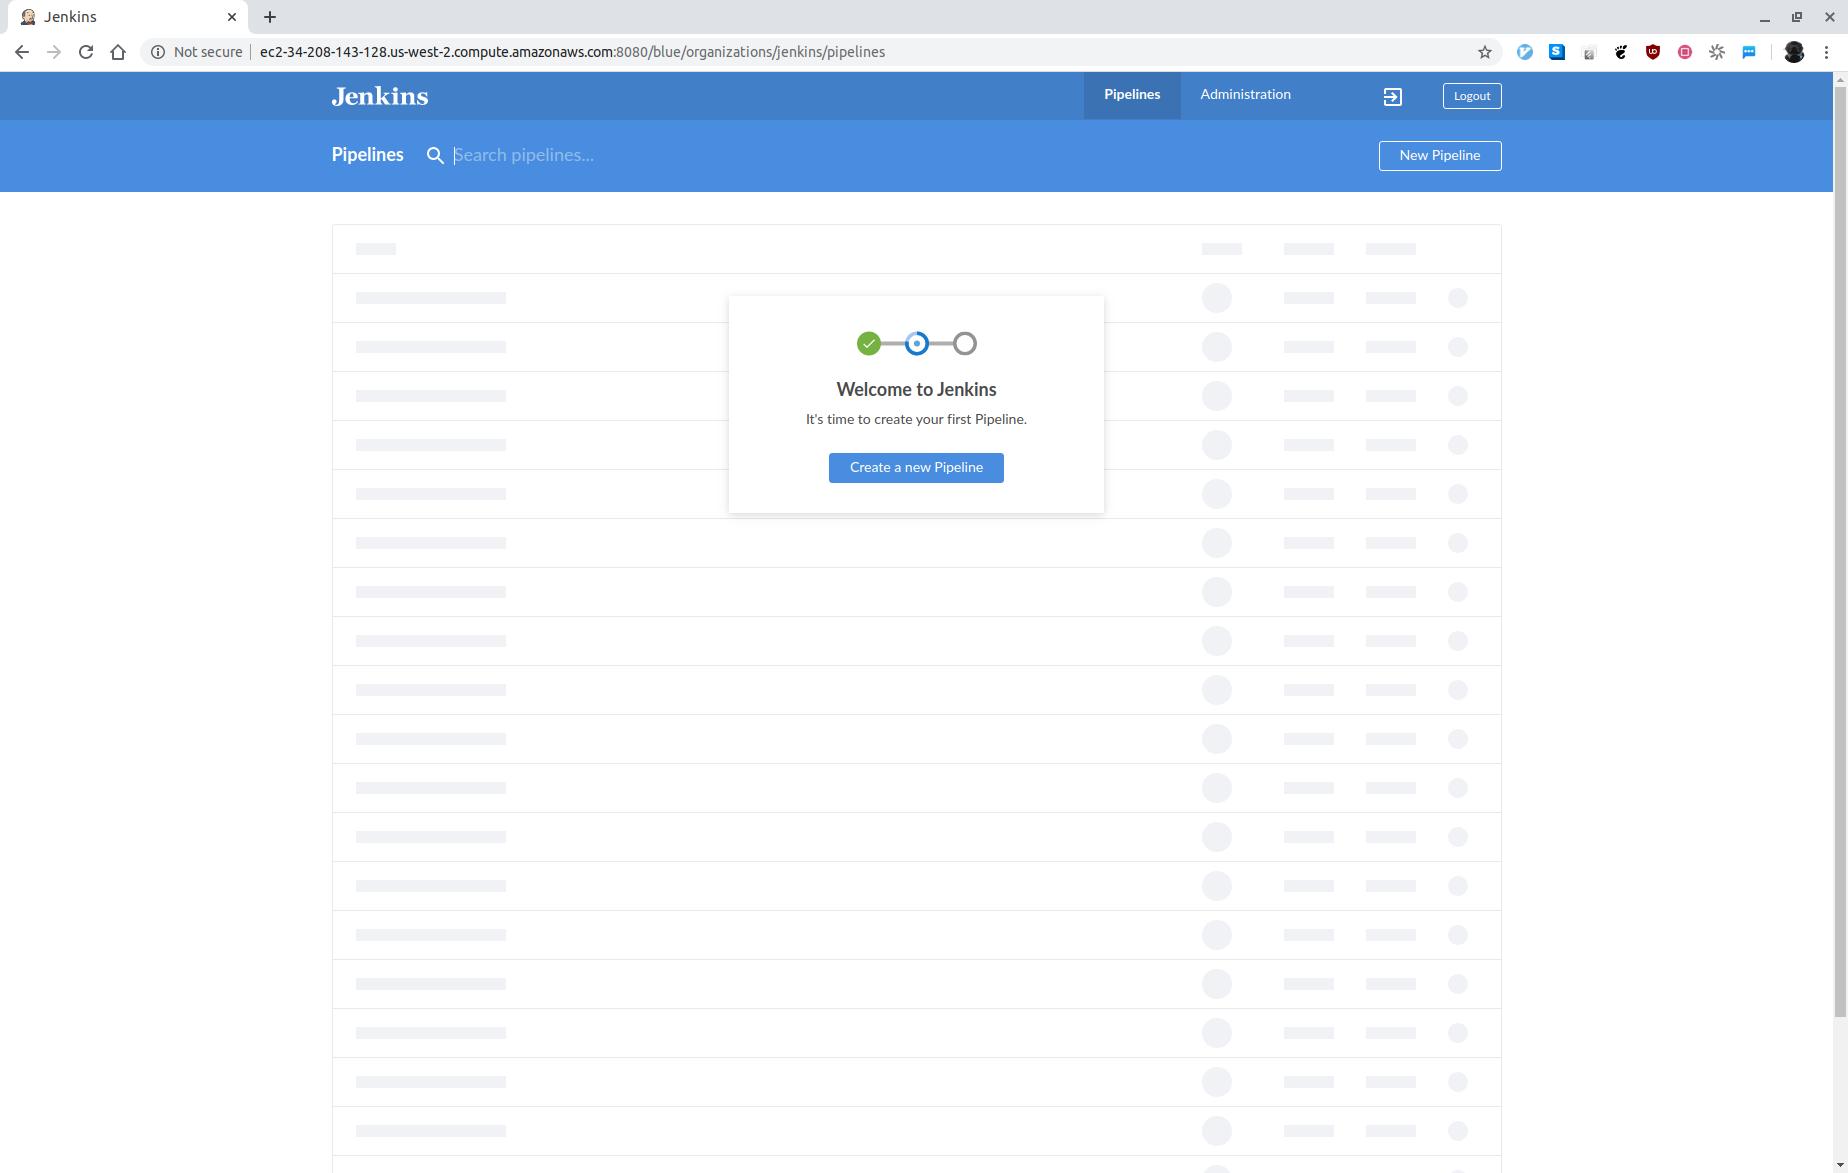 Jenkins
Not secure
ec2-34-208-143-128.us-west-2.compute.amazonaws.com:8080/blue/organizations/jenkins/pipelines
Jenkins
Pipelines
Administration
Logout
Pipelines
Search pipelines...
New Pipeline
Welcome to Jenkins
It's time to create your first Pipeline.
Create a new Pipeline